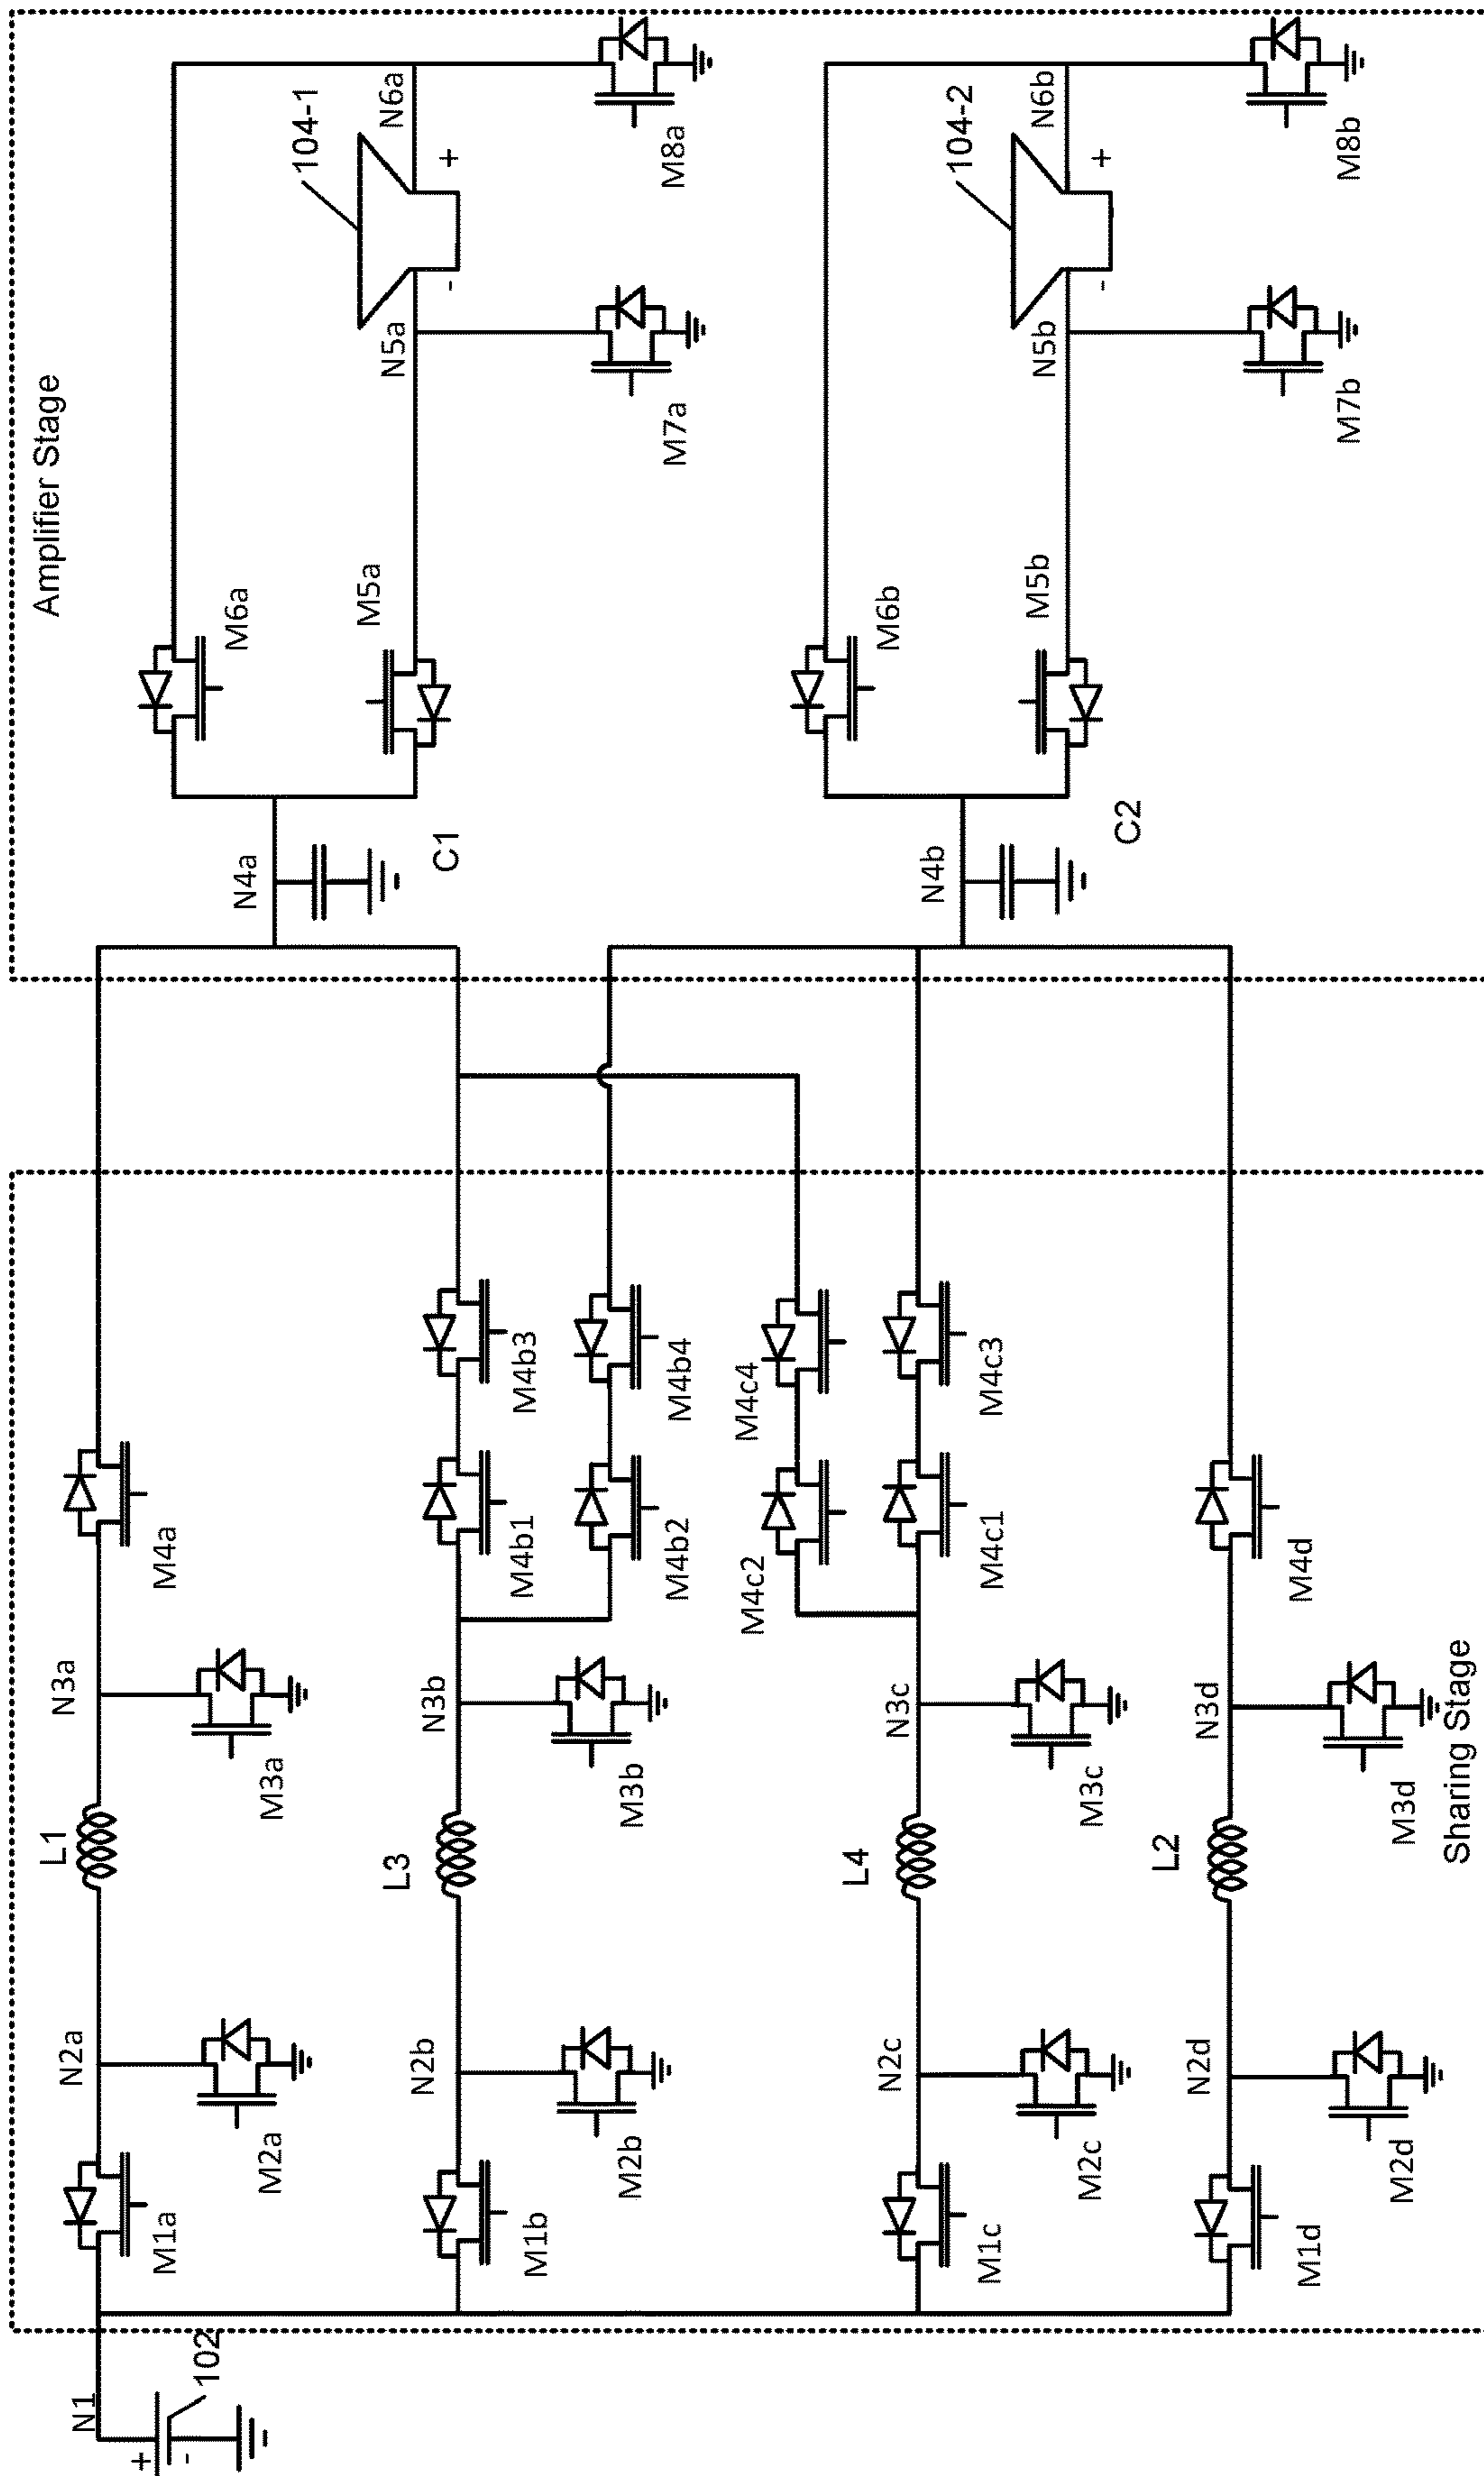 Amplifier Stage
N6a
104-1
+
-
M8a
N5a
M7a
M6a
M5a
N4a
C1
N6b
104-2
+
-
M8b
N5b
M7b
M6b
M5b
N4b
C2
M4a
N3a
M3a
L1
N2a
M2a
M1a
M4b3
M4b1
M4b4
M4b2
N3b
M3b
L3
N2b
M2b
M1b
M4c4
M4c2
M4c3
M4c1
N3c
M3c
L4
N2c
M2c
M1c
M4d
N3d
M3d
L2
N2d
M2d
M1d
Sharing Stage
N1
102
+
-